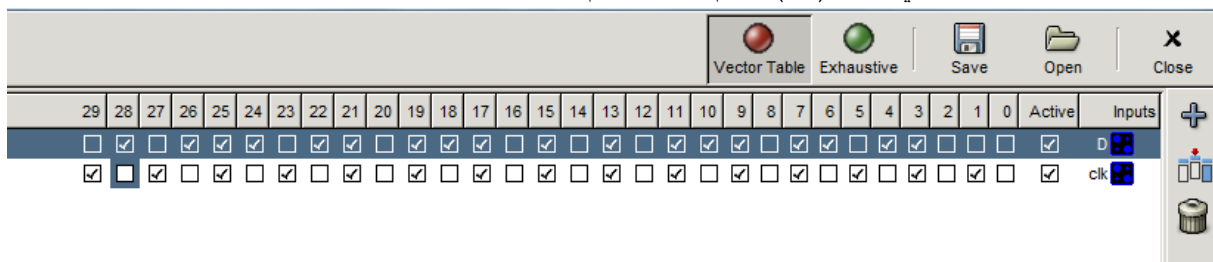 Vector Table Exhaustive Save Open Close
29 28 27 26 25 24 23 22 21 20 19 18 17 16 15 14 13 12 11 10 9 8 7 6 5 4 3 2 1 0 Active Inputs
D
clk